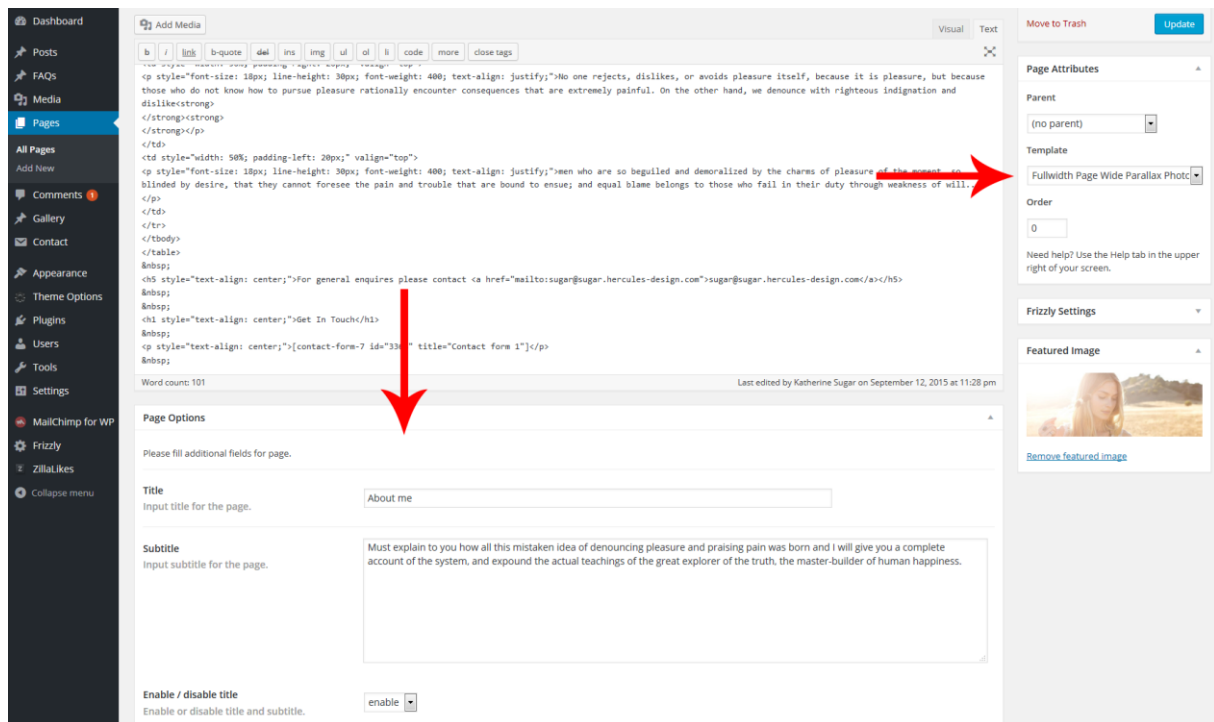 Dashboard
Posts
FAQs
Media
Pages
All Pages
Add New
Comments 1
Gallery
Contact
Appearance
Theme Options
Plugins
Users
Tools
Settings
MailChimp for WP
Frizzly
ZillaLikes
Collapse menu
Add Media
Visual Text
b i link b-quote del ins img ul ol li code more close tags
<p style="font-size: 18px; line-height: 30px; font-weight: 400; text-align: justify;">No one rejects, dislikes, or avoids pleasure itself, because it is pleasure, but because
those who do not know how to pursue pleasure rationally encounter consequences that are extremely painful. On the other hand, we denounce with righteous indignation and
dislike<strong>
</strong><strong>
</strong></p>
</td>
<td style="width: 50%; padding-left: 20px;" valign="top">
<p style="font-size: 18px; line-height: 30px; font-weight: 400; text-align: justify;">men who are so beguiled and demoralized by the charms of pleasure of the moment, so
blinded by desire, that they cannot foresee the pain and trouble that are bound to ensue; and equal blame belongs to those who fail in their duty through weakness of will..
</p>
</td>
</tr>
</tbody>
</table>
&nbsp;
<h5 style="text-align: center;">For general enquires please contact <a href="mailto:sugar@sugar.hercules-design.com">sugar@sugar.hercules-design.com</a></h5>
&nbsp;
&nbsp;
<h1 style="text-align: center;">Get In Touch</h1>
&nbsp;
<p style="text-align: center;">[contact-form-7 title="Contact form 1"]</p>
&nbsp;
Word count: 101
Last edited by Katherine Sugar on September 12, 2015 at 11:28 pm
Page Options
Please fill additional fields for page.
Title
Input title for the page.
About me
Subtitle
Input subtitle for the page.
Must explain to you how all this mistaken idea of denouncing pleasure and praising pain was born and I will give you a complete
account of the system, and expound the actual teachings of the great explorer of the truth, the master-builder of human happiness.
Enable / disable title
Enable or disable title and subtitle.
enable
Move to Trash
Update
Page Attributes
Parent
(no parent)
Template
Fullwidth Page Wide Parallax
Order
0
Need help? Use the Help tab in the upper
right of your screen.
Frizzly Settings
Featured Image
Remove featured image